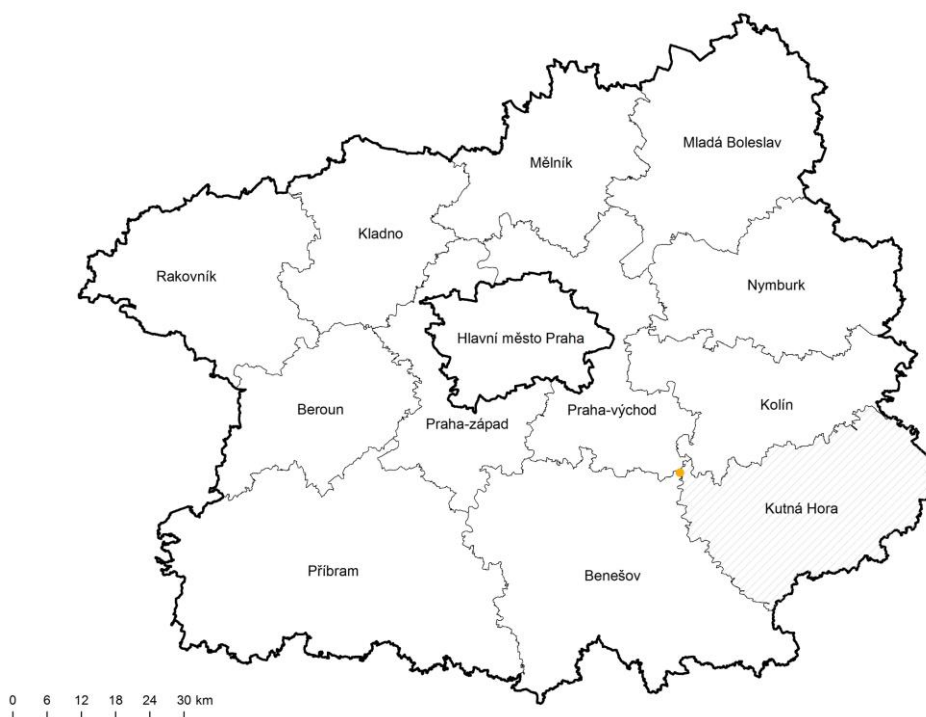 Mladá Boleslav
Mělník
Kladno
Rakovník
Nymburk
Hlavní město Praha
Kolín
Beroun
Praha-západ
Praha-východ
Kutná Hora
Příbram
Benešov
0 6 12 18 24 30 km